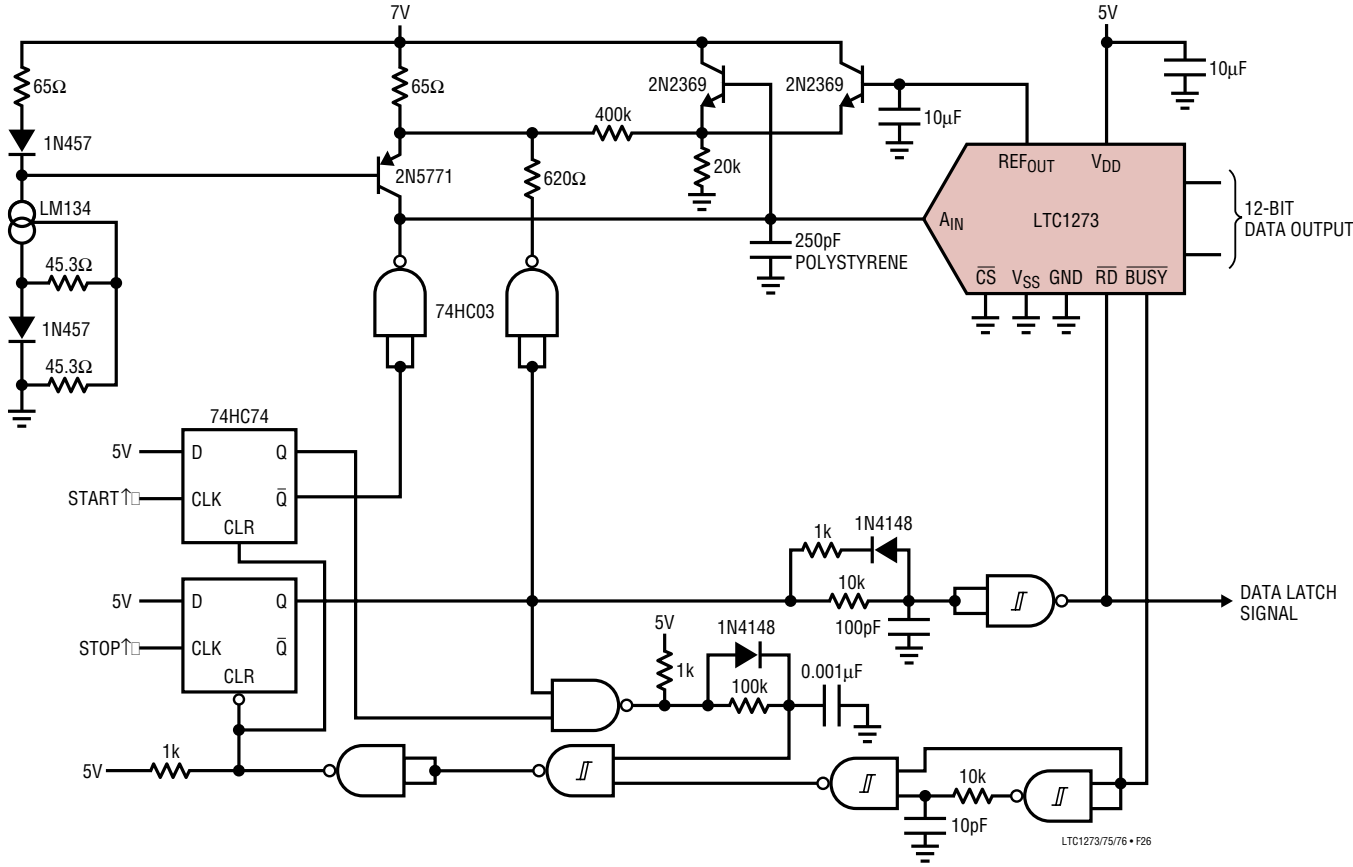 7V
5V
65Ω
65Ω
2N2369
2N2369
10µF
1N457
400k
10µF
REFOUT
VDD
2N5771
620Ω
20k
LM134
12-BIT
DATA OUTPUT
AIN
LTC1273
250pF
POLYSTYRENE
45.3Ω
CS
VSS
GND
RD
BUSY
74HC03
1N457
45.3Ω
74HC74
5V
D
Q
START↑
CLK
Q
CLR
1k
1N4148
5V
D
Q
10k
DATA LATCH
SIGNAL
100pF
STOP↑
CLK
Q
5V
1N4148
CLR
1k
100k
0.001µF
1k
5V
10k
10pF
LTC1273/75/76 • F26